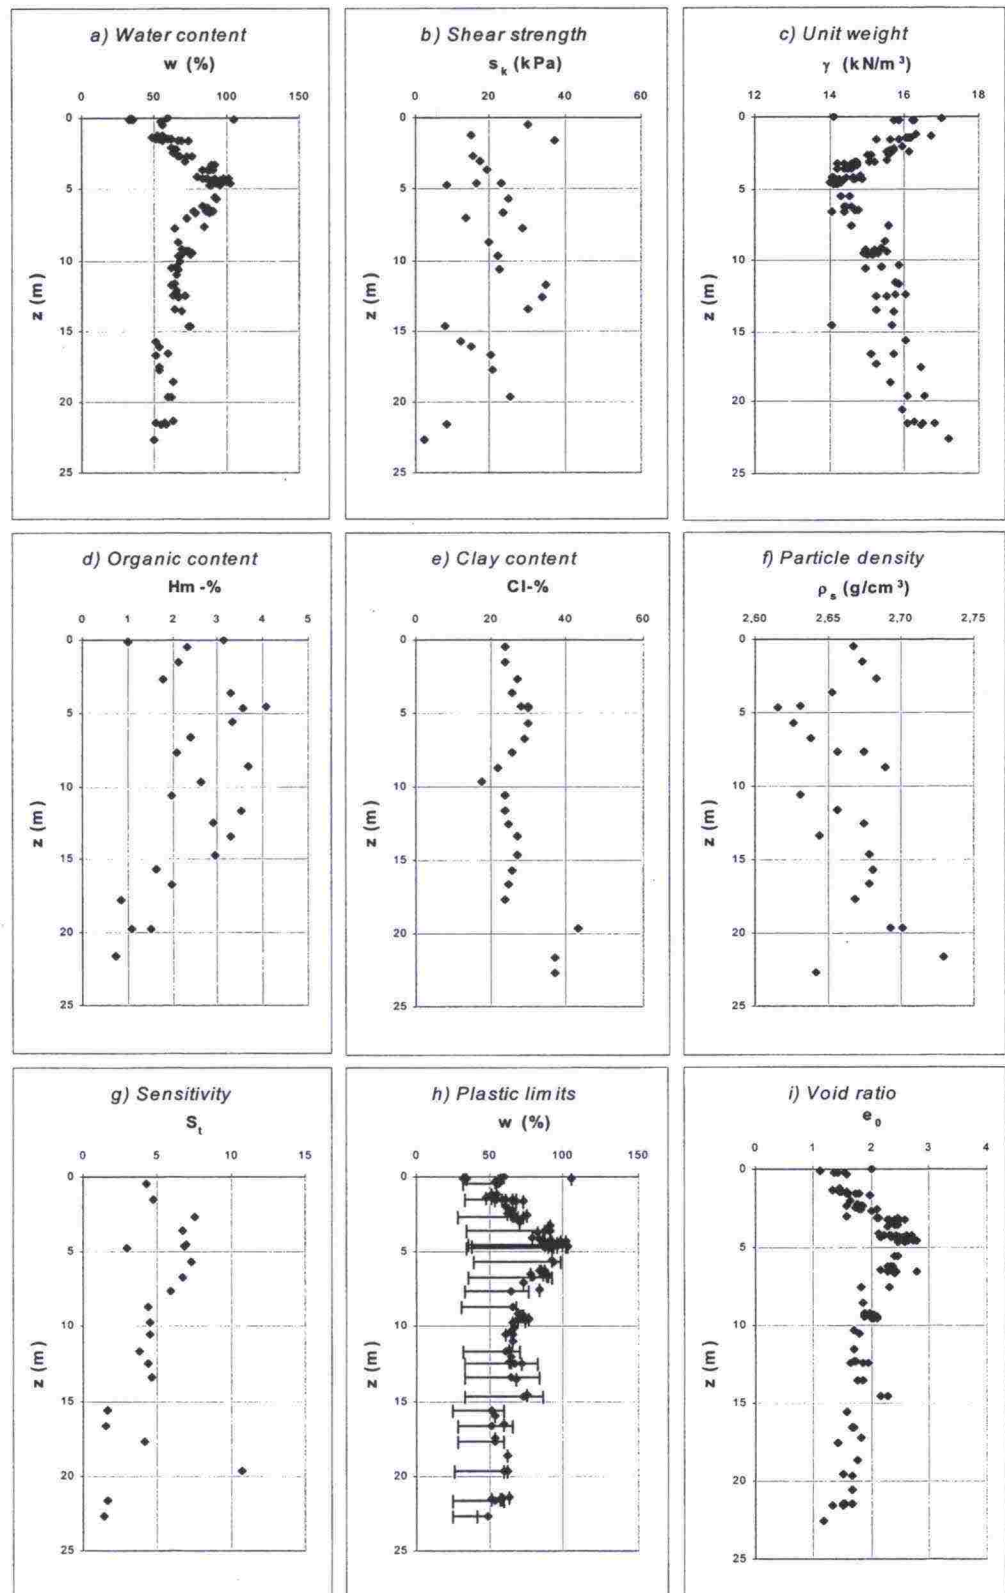 a) Water content
w (%)
0 50 100 150
0
5
10
15
20
25
z (m)
b) Shear strength
s k (kPa)
0 20 40 60
0
5
10
15
20
25
z (m)
c) Unit weight
γ (kN/m³)
12 14 16 18
0
5
10
15
20
25
z (m)
d) Organic content
Hm-%
0 1 2 3 4 5
0
5
10
15
20
25
z (m)
e) Clay content
Cl-%
0 20 40 60
0
5
10
15
20
25
z (m)
f) Particle density
ρ s (g/cm³)
2,60 2,65 2,70 2,75
0
5
10
15
20
25
z (m)
g) Sensitivity
S t
0 5 10 15
0
5
10
15
20
25
z (m)
h) Plastic limits
w (%)
0 50 100 150
0
5
10
15
20
25
z (m)
i) Void ratio
e 0
0 1 2 3 4
0
5
10
15
20
25
z (m)